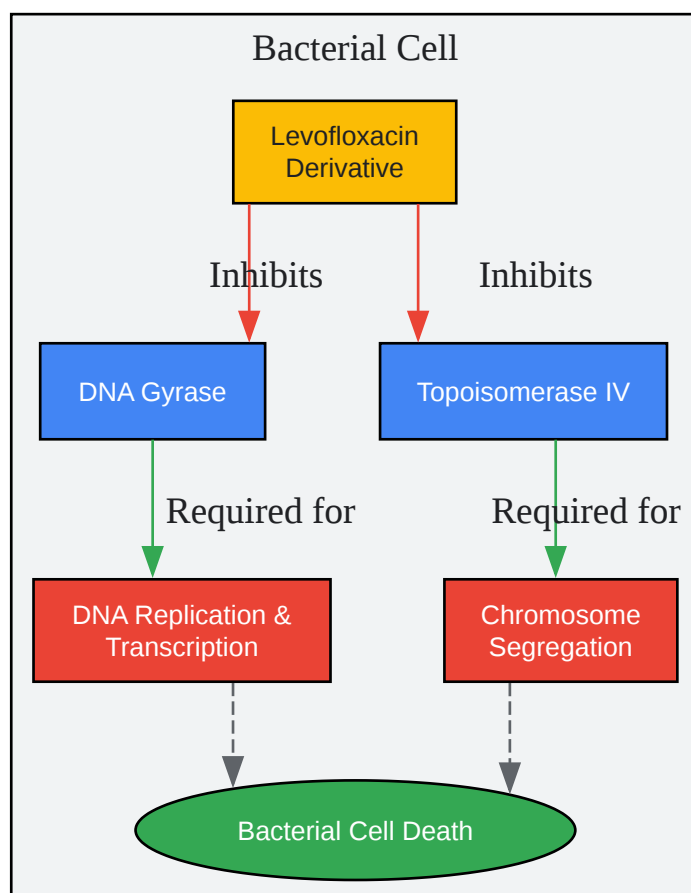 Bacterial Cell
Levofloxacin
Derivative
Inhibits
Inhibits
DNA Gyrase
Topoisomerase IV
Required for
Required for
DNA Replication &
Transcription
Chromosome
Segregation
Bacterial Cell Death